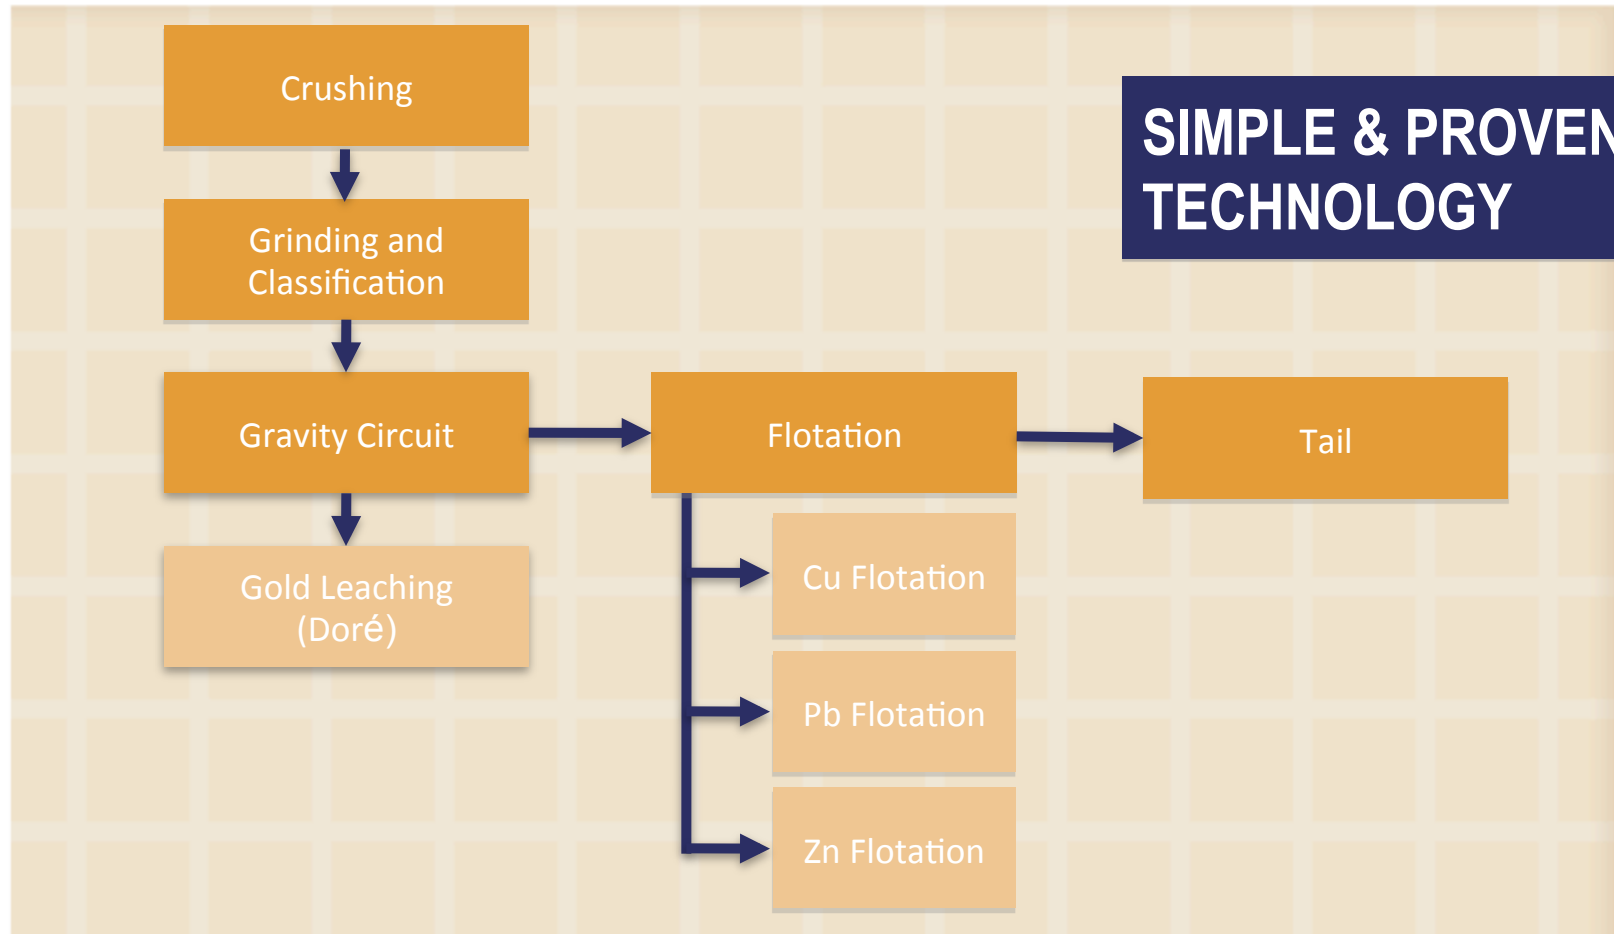 Crushing
SIMPLE & PROVEN
TECHNOLOGY
Grinding and
Classification
Gravity Circuit
Flotation
Tail
Gold Leaching
(Doré)
Cu Flotation
Pb Flotation
Zn Flotation